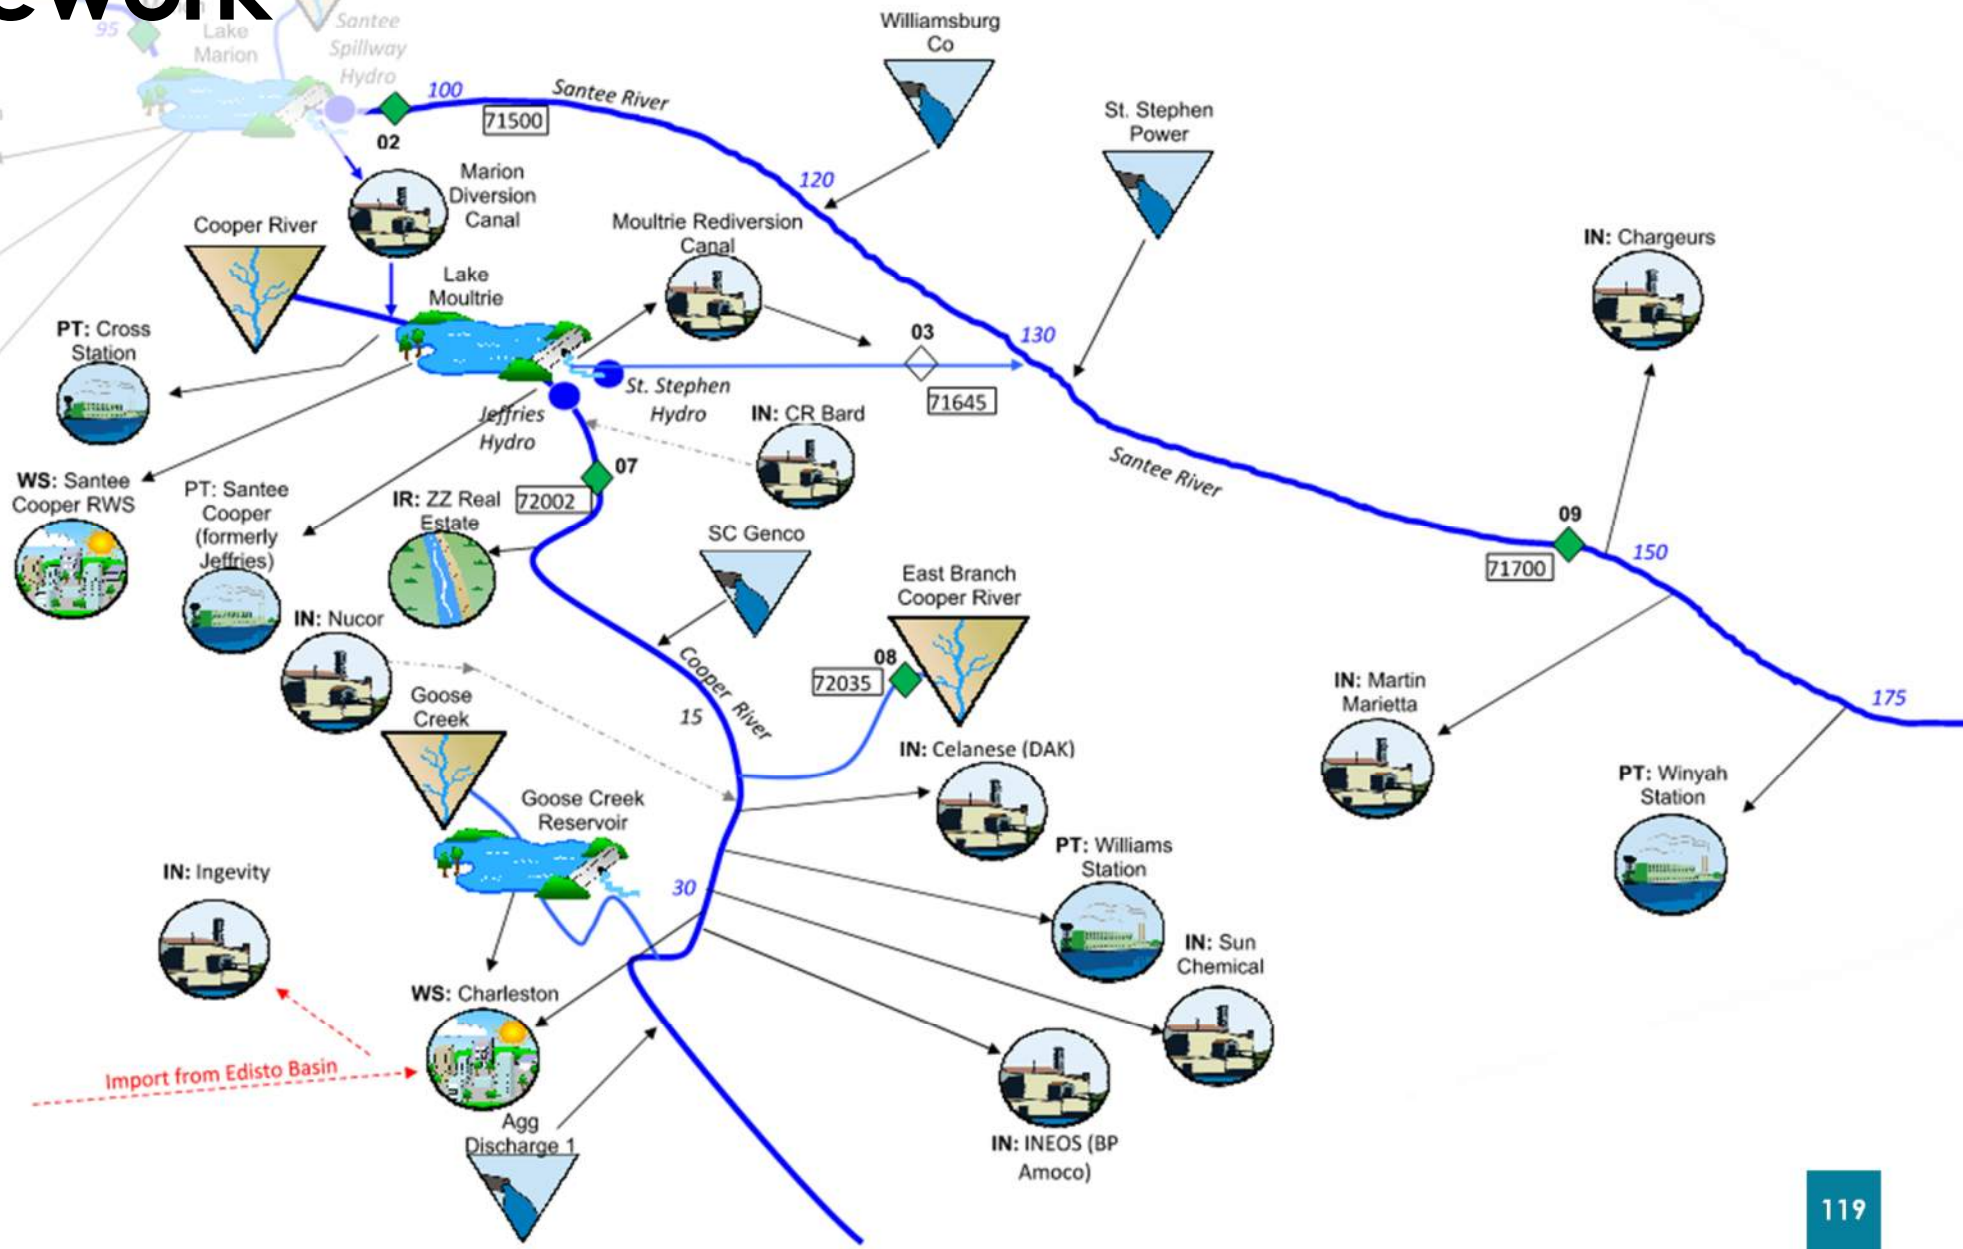 ework
95
Lake
Marion
Santee
Spillway
Hydro
100
Santee River
71500
02
Williamsburg
Co
St. Stephen
Power
120
Marion
Diversion
Canal
Cooper River
Moultrie Rediversion
Canal
IN: Chargeurs
Lake
Moultrie
PT: Cross
Station
03
130
71645
St. Stephen
Hydro
Jeffries
Hydro
IN: CR Bard
07
72002
Santee River
WS: Santee
Cooper RWS
PT: Santee
Cooper
(formerly
Jeffries)
IR: ZZ Real
Estate
SC Genco
09
71700
150
East Branch
Cooper River
IN: Nucor
08
72035
Cooper River
15
Goose
Creek
IN: Martin
Marietta
175
IN: Celanese (DAK)
PT: Winyah
Station
Goose Creek
Reservoir
PT: Williams
Station
IN: Ingevity
30
IN: Sun
Chemical
WS: Charleston
Import from Edisto Basin
Agg
Discharge 1
IN: INEOS (BP
Amoco)
119